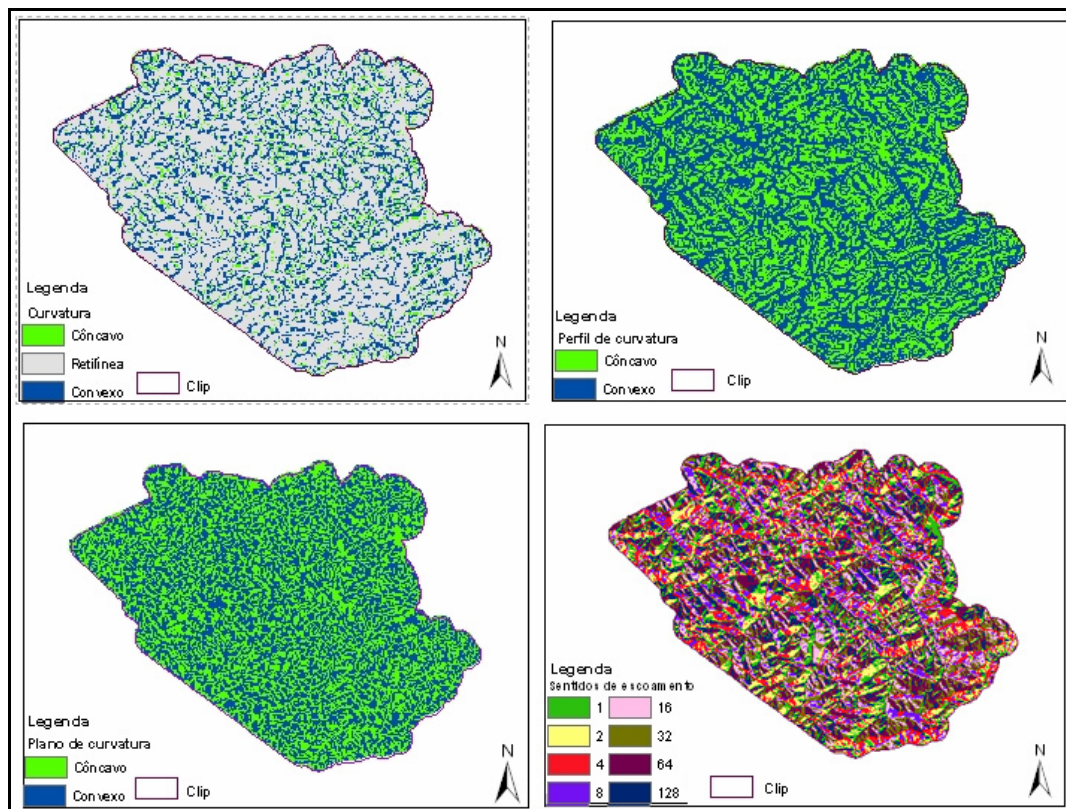 Legenda
Curvatura
Côncavo
Retilínea
Convexo
Clip
N
Legenda
Perfil de curvatura
Côncavo
Convexo
Clip
N
Legenda
Plano de curvatura
Côncavo
Convexo
Clip
N
Legenda
Sentidos de escoamento
1 16
2 32
4 64
8 128
Clip
N